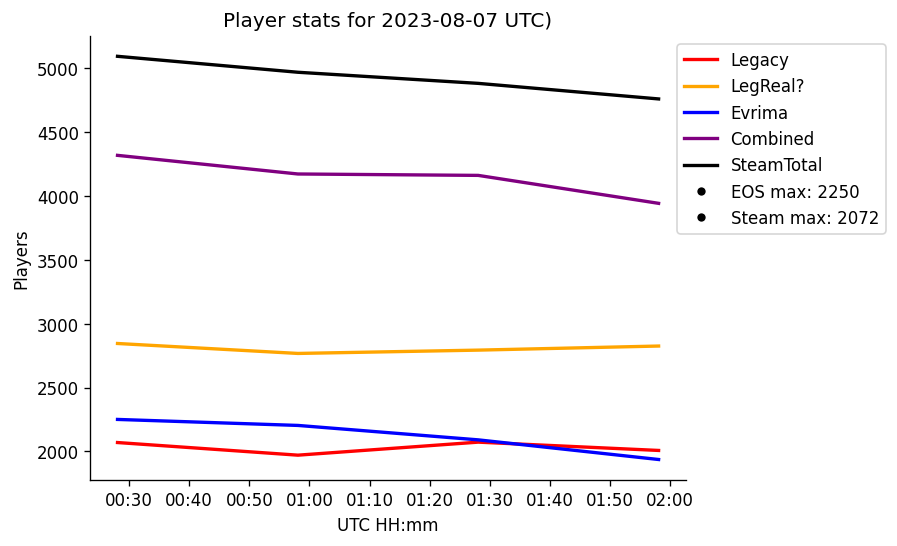 Player stats for 2023-08-07 UTC)
Legacy
LegReal?
Evrima
Combined
SteamTotal
EOS max: 2250
Steam max: 2072
Players
5000
4500
4000
3500
3000
2500
2000
00:30 00:40 00:50 01:00 01:10 01:20 01:30 01:40 01:50 02:00
UTC HH:mm